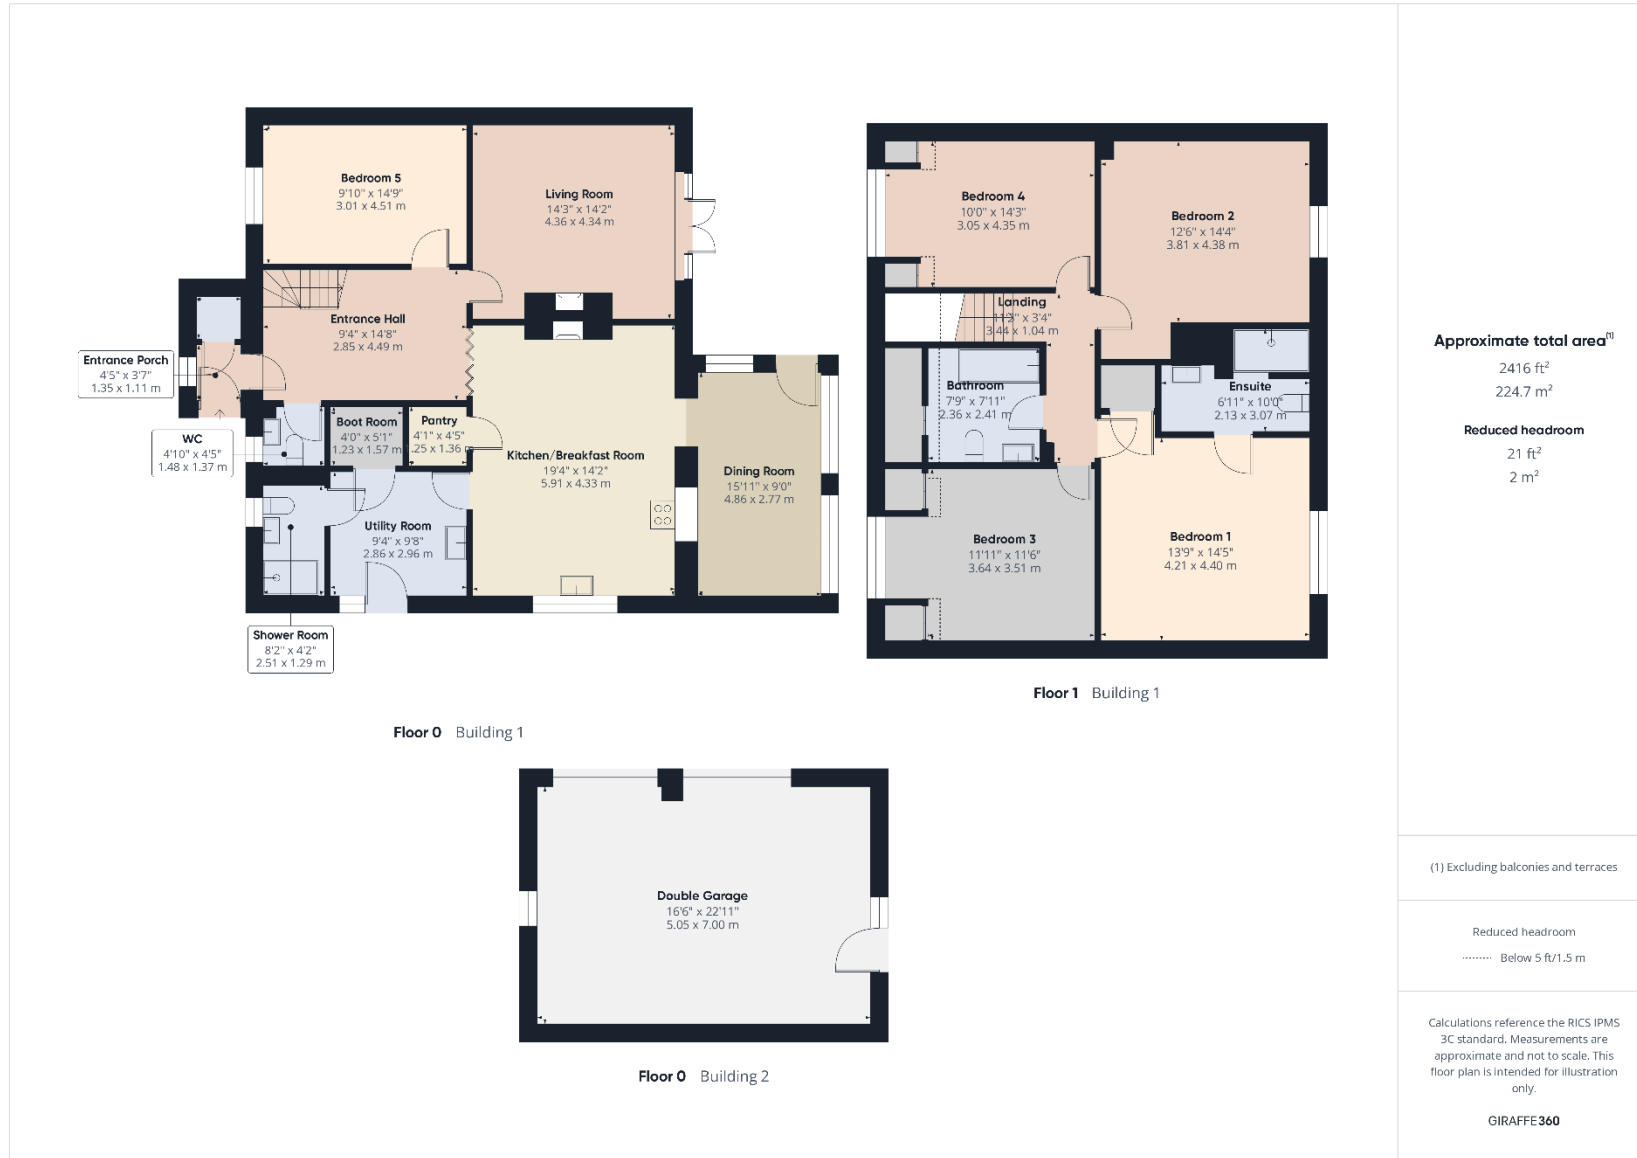 Bedroom 5
9'10" x 14'9"
3.01 x 4.51 m
Living Room
14'3" x 14'2"
4.36 x 4.34 m
Entrance Hall
9'4" x 14'8"
2.85 x 4.49 m
Entrance Porch
4'5" x 3'7"
1.35 x 1.11 m
WC
4'10" x 4'5"
1.48 x 1.37 m
Boot Room
4'0" x 5'1"
1.23 x 1.57 m
Pantry
4'1" x 4'5"
.25 x 1.36
Kitchen/Breakfast Room
19'4" x 14'2"
5.91 x 4.33 m
Dining Room
15'11" x 9'0"
4.86 x 2.77 m
Utility Room
9'4" x 9'8"
2.86 x 2.96 m
Shower Room
8'2" x 4'2"
2.51 x 1.29 m
Floor 0 Building 1
Bedroom 4
10'0" x 14'3"
3.05 x 4.35 m
Bedroom 2
12'6" x 14'4"
3.81 x 4.38 m
Landing
x 3'4"
3.44 x 1.04 m
Bathroom
7'9" x 7'11"
2.36 x 2.41 m
Ensuite
6'11" x 10'0"
2.13 x 3.07 m
Bedroom 3
11'11" x 11'6"
3.64 x 3.51 m
Bedroom 1
13'9" x 14'5"
4.21 x 4.40 m
Floor 1 Building 1
Double Garage
16'6" x 22'11"
5.05 x 7.00 m
Floor 0 Building 2
Approximate total area(1)
2416 ft²
224.7 m²
Reduced headroom
21 ft²
2 m²
(1) Excluding balconies and terraces
Reduced headroom
Below 5 ft/1.5 m
Calculations reference the RICS IPMS
3C standard. Measurements are
approximate and not to scale. This
floor plan is intended for illustration
only.
GIRAFFE360